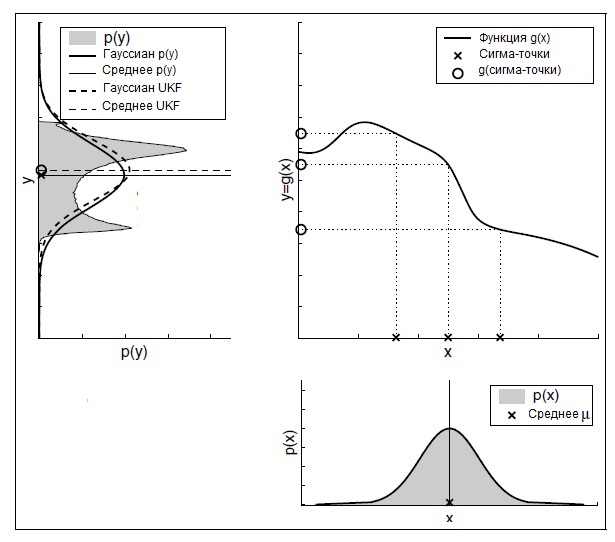 p(y)
Гауссиан p(y)
Среднее p(y)
Гауссиан UKF
Среднее UKF
y
p(y)
Функция g(x)
Сигма-точки
g(сигма-точки)
y=g(x)
x
p(x)
Среднее μ
p(x)
x